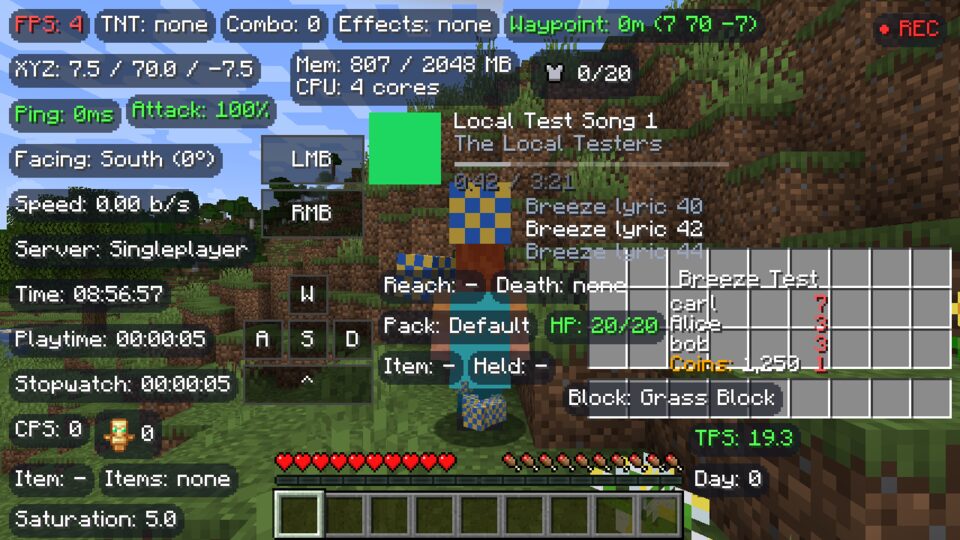 FPS: 4 TNT: none Combo: 0 Effects: none Waypoint: 0m (7 70 -7) REC
XYZ: 7.5 / 70.0 / -7.5 Mem: 807 / 2048 MB 0/20
CPU: 4 cores
Ping: 0ms Attack: 100% Local Test Song 1
The Local Testers
Facing: South (0°) LMB
0:42 / 3:21
Speed: 0.00 b/s RMB Breeze lyric 40
Breeze lyric 42
Server: Singleplayer Breeze lyric 44
Breeze Test
Time: 08:56:57 W Reach: - Death: none
carl 7
Alice 3
Playtime: 00:00:05 A S D Pack: Default HP: 20/20
bob 3
Coins: 1,250 1
Stopwatch: 00:00:05 ^ Item: - Held: -
Block: Grass Block
CPS: 0 0 TPS: 19.3
Item: - Items: none Day: 0
Saturation: 5.0